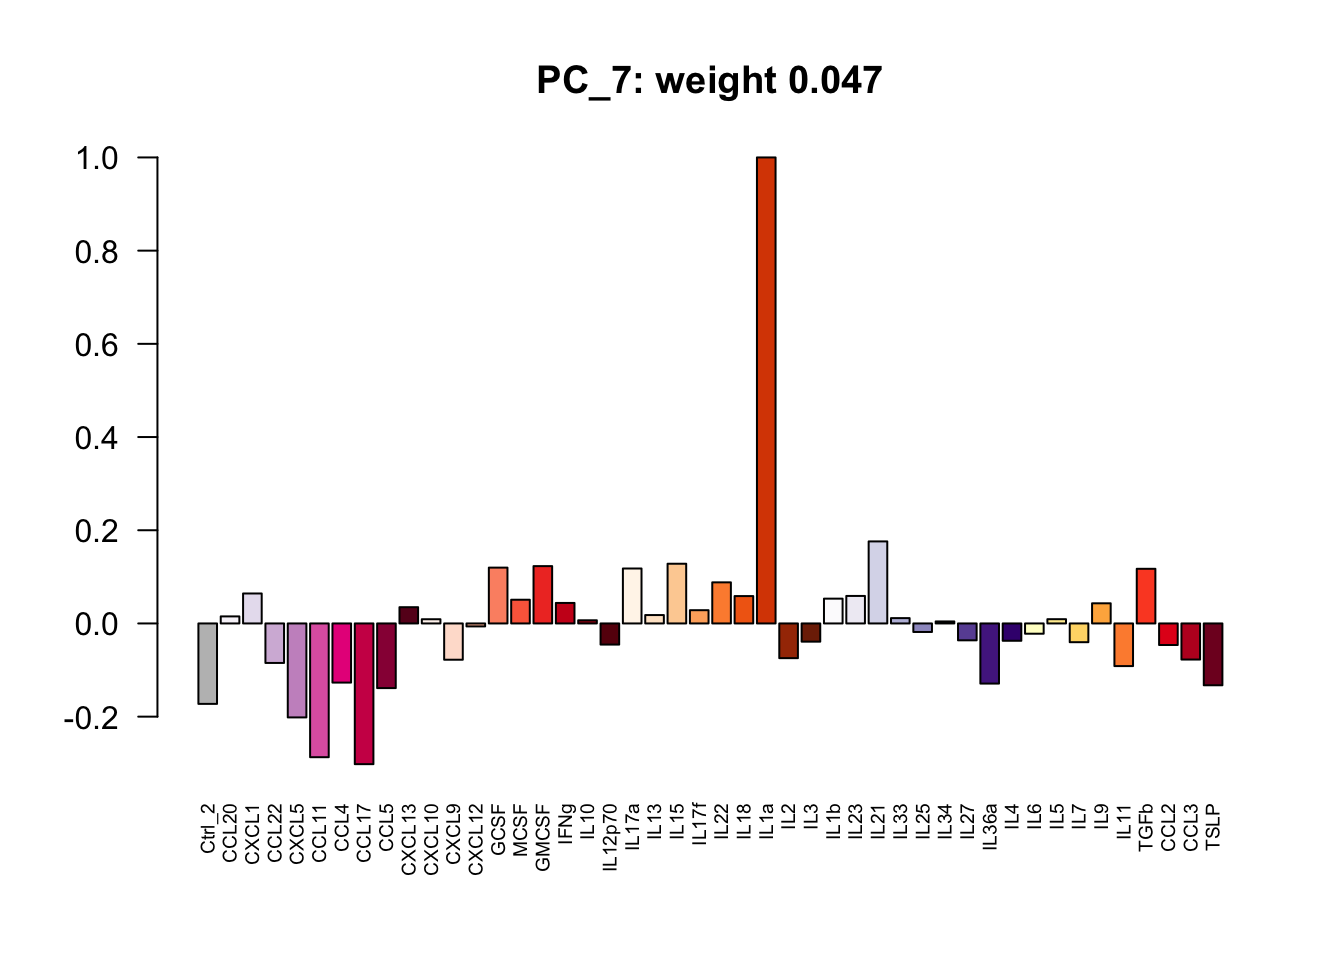 PC_7: weight 0.047
1.0
0.8
0.6
0.4
0.2
0.0
-0.2
Ctrl_2
CCL20
CXCL1
CCL22
CXCL5
CCL11
CCL4
CCL17
CCL5
CXCL13
CXCL10
CXCL9
CXCL12
GCSF
MCSF
GMCSF
IFNg
IL10
IL12p70
IL17a
IL13
IL15
IL17f
IL22
IL18
IL1a
IL2
IL3
IL1b
IL23
IL21
IL33
IL25
IL34
IL27
IL36a
IL4
IL6
IL5
IL7
IL9
IL11
TGFb
CCL2
CCL3
TSLP